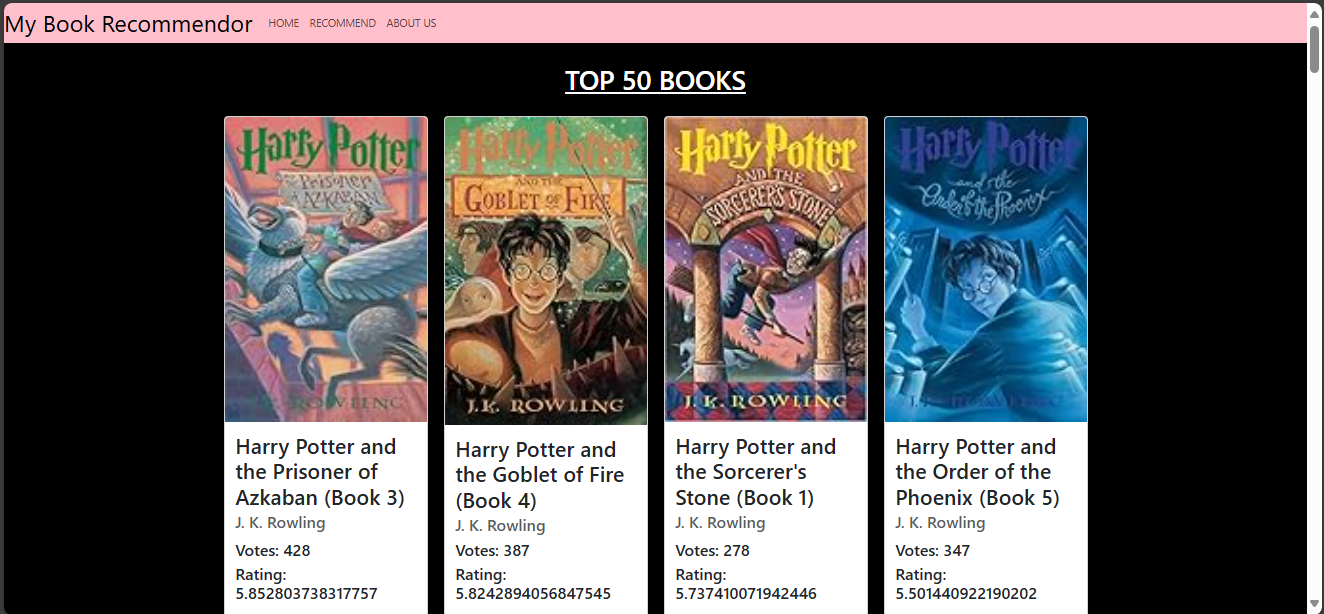 My Book Recommendor HOME RECOMMEND ABOUT US
TOP 50 BOOKS
Harry Potter
and the
Prisoner
of AZKABAN
J.K. ROWLING
Harry Potter
AND THE
GOBLET OF FIRE
J.K. ROWLING
Harry Potter
AND THE
SORCERER'S STONE
J.K. ROWLING
Harry Potter
and the
Order of the Phoenix
J.K. ROWLING
Harry Potter and
the Prisoner of
Azkaban (Book 3)
J. K. Rowling
Votes: 428
Rating:
5.852803738317757
Harry Potter and
the Goblet of Fire
(Book 4)
J. K. Rowling
Votes: 387
Rating:
5.8242894056847545
Harry Potter and
the Sorcerer's
Stone (Book 1)
J. K. Rowling
Votes: 278
Rating:
5.737410071942446
Harry Potter and
the Order of the
Phoenix (Book 5)
J. K. Rowling
Votes: 347
Rating:
5.501440922190202